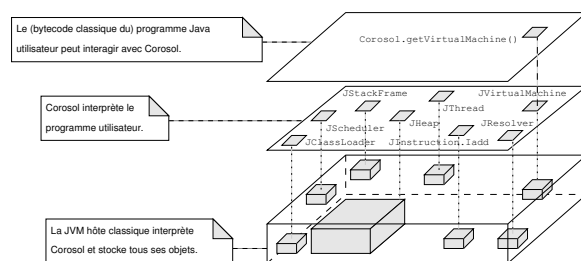 Le (bytecode classique du) programme Java
utilisateur peut interagir avec Corosol.
Corosol.getVirtualMachine()
JStackFrame
JVirtualMachine
JThread
Corosol interprète le
programme utilisateur.
JScheduler
JHeap
JResolver
JClassLoader
JInstruction.Iadd
La JVM hôte classique interprète
Corosol et stocke tous ses objets.